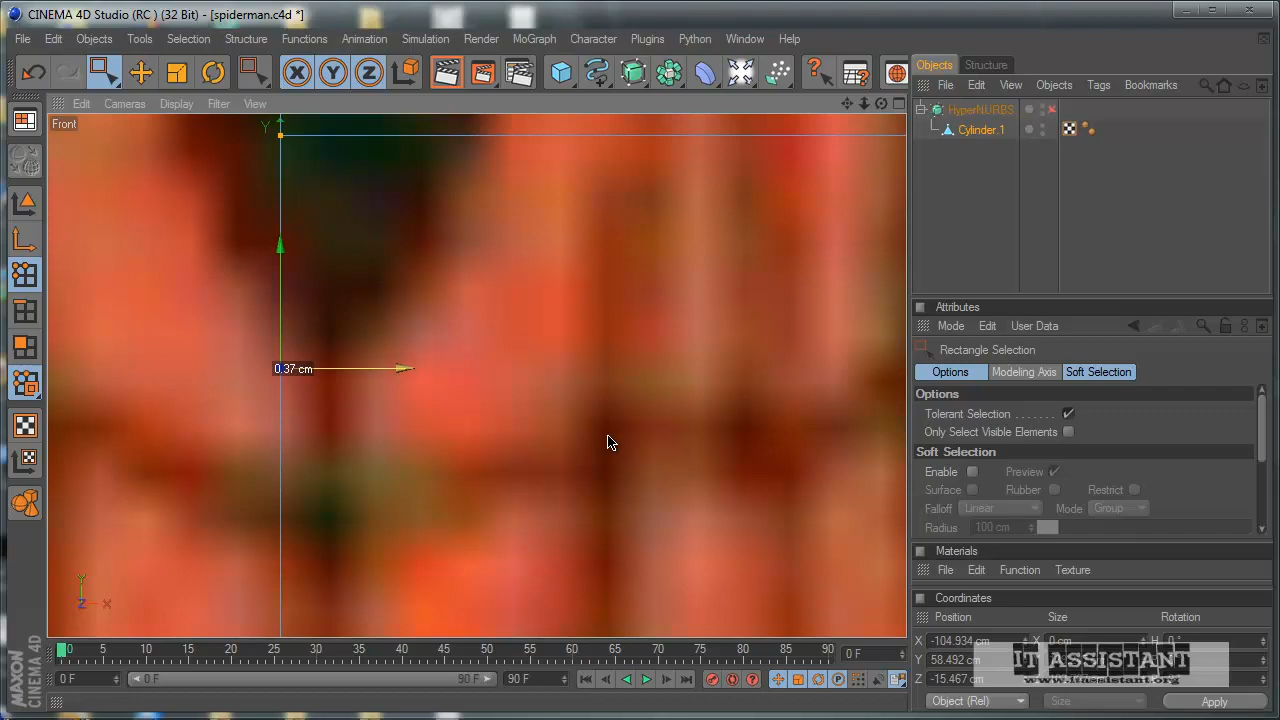 CINEMA 4D Studio (RC ) (32 Bit) - [spiderman.c4d *]
File Edit Objects Tools Selection Structure Functions Animation Simulation Render MoGraph Character Plugins Python Window Help
X Y Z
Objects Structure
File Edit View Objects Tags Bookmarks
HyperNURBS
Cylinder.1
Edit Cameras Display Filter View
Front
Y
0.37 cm
Y
Z X
Attributes
Mode Edit User Data
Rectangle Selection
Options Modeling Axis Soft Selection
Options
Tolerant Selection
Only Select Visible Elements
Soft Selection
Enable Preview
Surface Rubber Restrict
Falloff Linear Mode Group
Radius 100 cm
Materials
File Edit Function Texture
Coordinates
Position Size Rotation
X -104.934 cm X 0 cm H 0 °
Y 58.492 cm
Z -15.467 cm
Object (Rel) Size Apply
IT ASSISTANT
www.itassistant.org
0 5 10 15 20 25 30 35 40 45 50 55 60 65 70 75 80 85 90 0 F
0 F 0 F 90 F 90 F
MAXON
CINEMA 4D